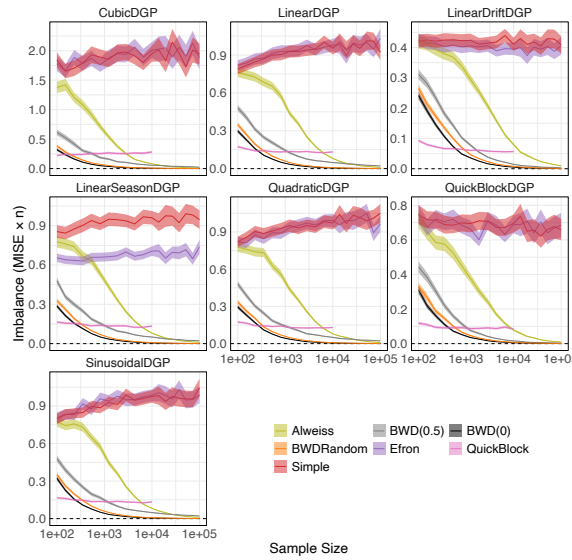 CubicDGP LinearDGP LinearDriftDGP
2.0 1.5 1.0 0.5 0.0
0.9 0.6 0.3 0.0
0.4 0.3 0.2 0.1 0.0
LinearSeasonDGP QuadraticDGP QuickBlockDGP
0.9 0.6 0.3 0.0
0.9 0.6 0.3 0.0
0.8 0.6 0.4 0.2 0.0
1e+02 1e+03 1e+04 1e+05
1e+02 1e+03 1e+04 1e+0
SinusoidalDGP
0.9 0.6 0.3 0.0
1e+02 1e+03 1e+04 1e+05
Imbalance (MISE × n)
Sample Size
Alweiss BWD(0.5) BWD(0)
BWDRandom Efron QuickBlock
Simple